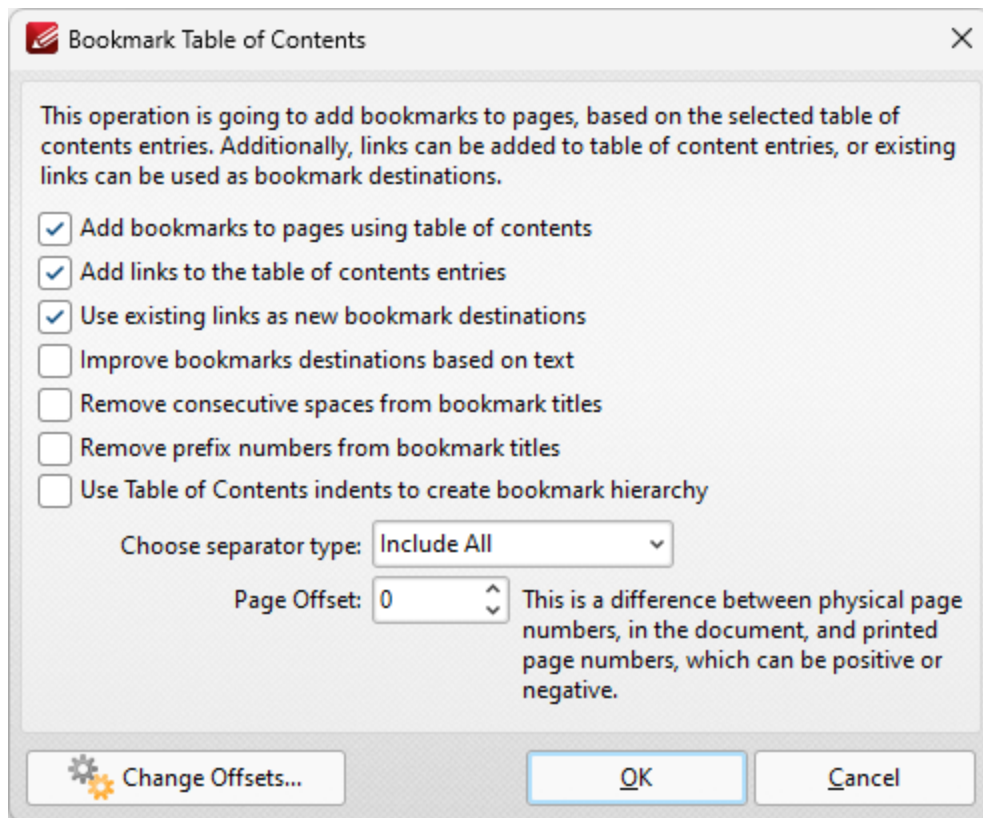 Bookmark Table of Contents
This operation is going to add bookmarks to pages, based on the selected table of
contents entries. Additionally, links can be added to table of content entries, or existing
links can be used as bookmark destinations.
Add bookmarks to pages using table of contents
Add links to the table of contents entries
Use existing links as new bookmark destinations
Improve bookmarks destinations based on text
Remove consecutive spaces from bookmark titles
Remove prefix numbers from bookmark titles
Use Table of Contents indents to create bookmark hierarchy
Choose separator type: Include All
Page Offset: 0
This is a difference between physical page
numbers, in the document, and printed
page numbers, which can be positive or
negative.
Change Offsets... OK Cancel